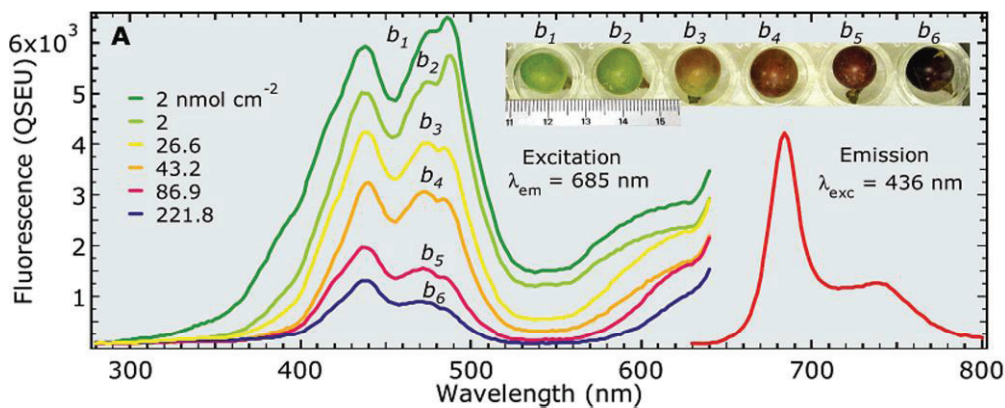 A
6x10³
5
4
3
2
1
Fluorescence (QSEU)
2 nmol cm⁻²
2
26.6
43.2
86.9
221.8
b₁
b₂
b₃
b₄
b₅
b₆
b₁ b₂ b₃ b₄ b₅ b₆
11 12 13 14 15
Excitation
λem = 685 nm
Emission
λexc = 436 nm
300 400 500 600 700 800
Wavelength (nm)